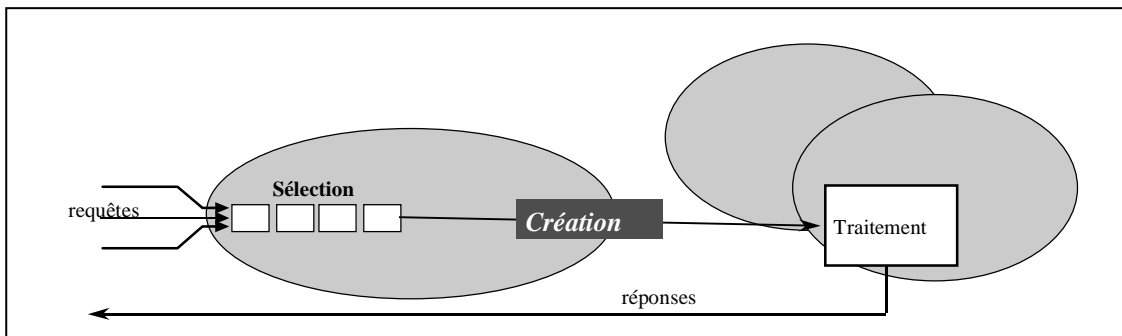 Sélection
requêtes
Création
Traitement
réponses